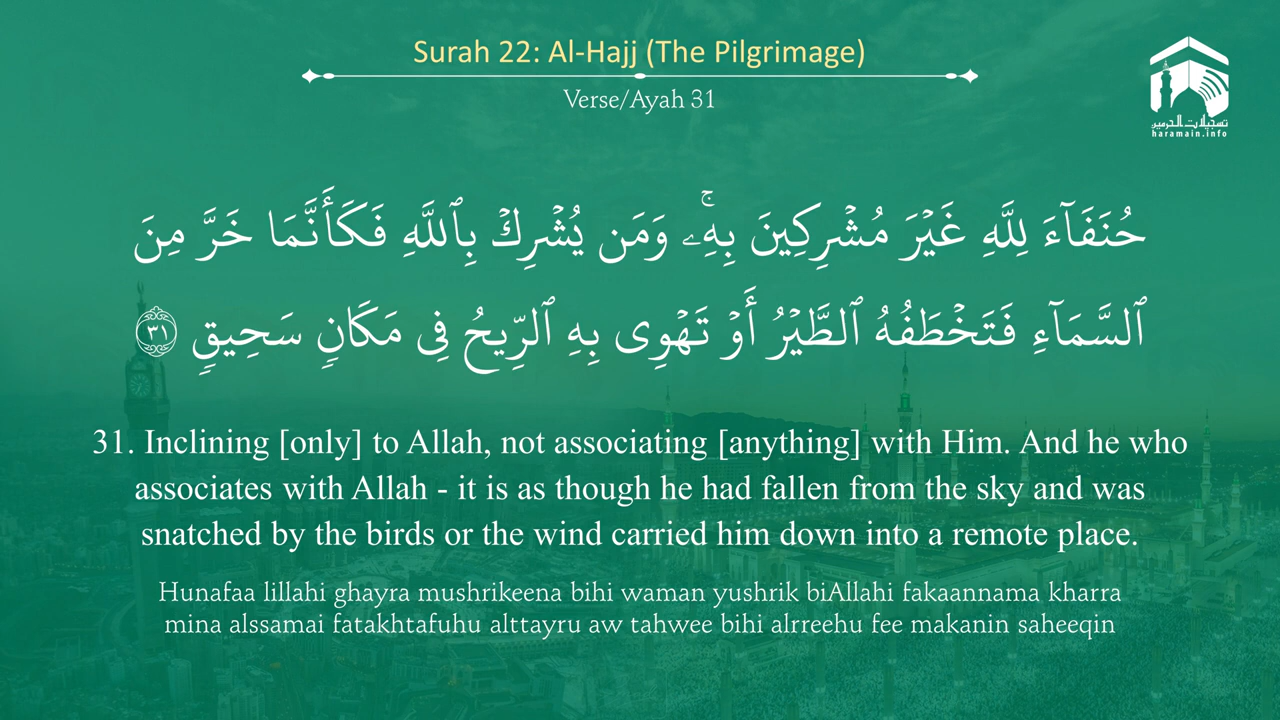 Surah 22: Al-Hajj (The Pilgrimage)
Verse/Ayah 31
تسجيلات الحرمين
haramain.info
حُنَفَآءَ لِلَّهِ غَيْرَ مُشْرِكِينَ بِهِۦ ۚ وَمَن يُشْرِكْ بِٱللَّهِ فَكَأَنَّمَا خَرَّ مِنَ
ٱلسَّمَآءِ فَتَخْطَفُهُ ٱلطَّيْرُ أَوْ تَهْوِى بِهِ ٱلرِّيحُ فِى مَكَانٍ سَحِيقٍ ٣١
31. Inclining [only] to Allah, not associating [anything] with Him. And he who
associates with Allah - it is as though he had fallen from the sky and was
snatched by the birds or the wind carried him down into a remote place.
Hunafaa lillahi ghayra mushrikeena bihi waman yushrik biAllahi fakaannama kharra
mina alssamai fatakhtafuhu alttayru aw tahwee bihi alrreehu fee makanin saheeqin